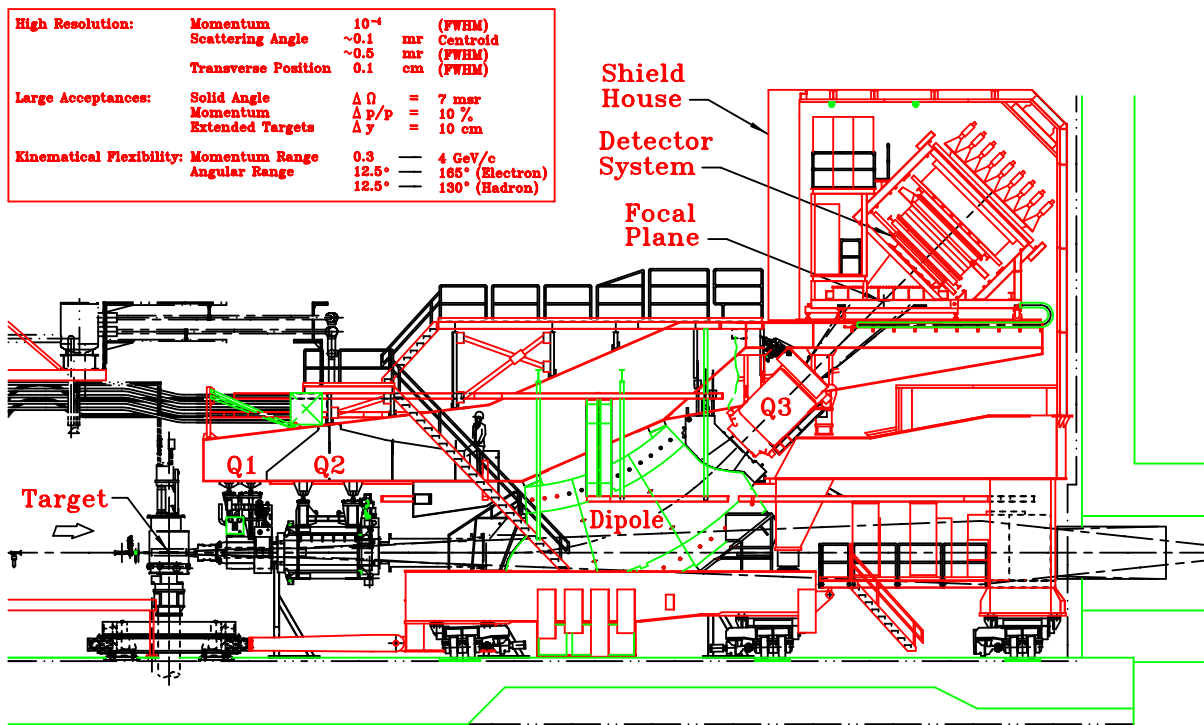 High Resolution: Momentum 10⁻⁴ (FWHM)
Scattering Angle ~0.1 mr Centroid
~0.5 mr (FWHM)
Transverse Position 0.1 cm (FWHM)
Large Acceptances: Solid Angle Δ Ω = 7 msr
Momentum Δ p/p = 10 %
Extended Targets Δ y = 10 cm
Kinematical Flexibility: Momentum Range 0.3 — 4 GeV/c
Angular Range 12.5° — 165° (Electron)
12.5° — 130° (Hadron)
Shield
House
Detector
System
Focal
Plane
Q3
Q1
Q2
Target
Dipole